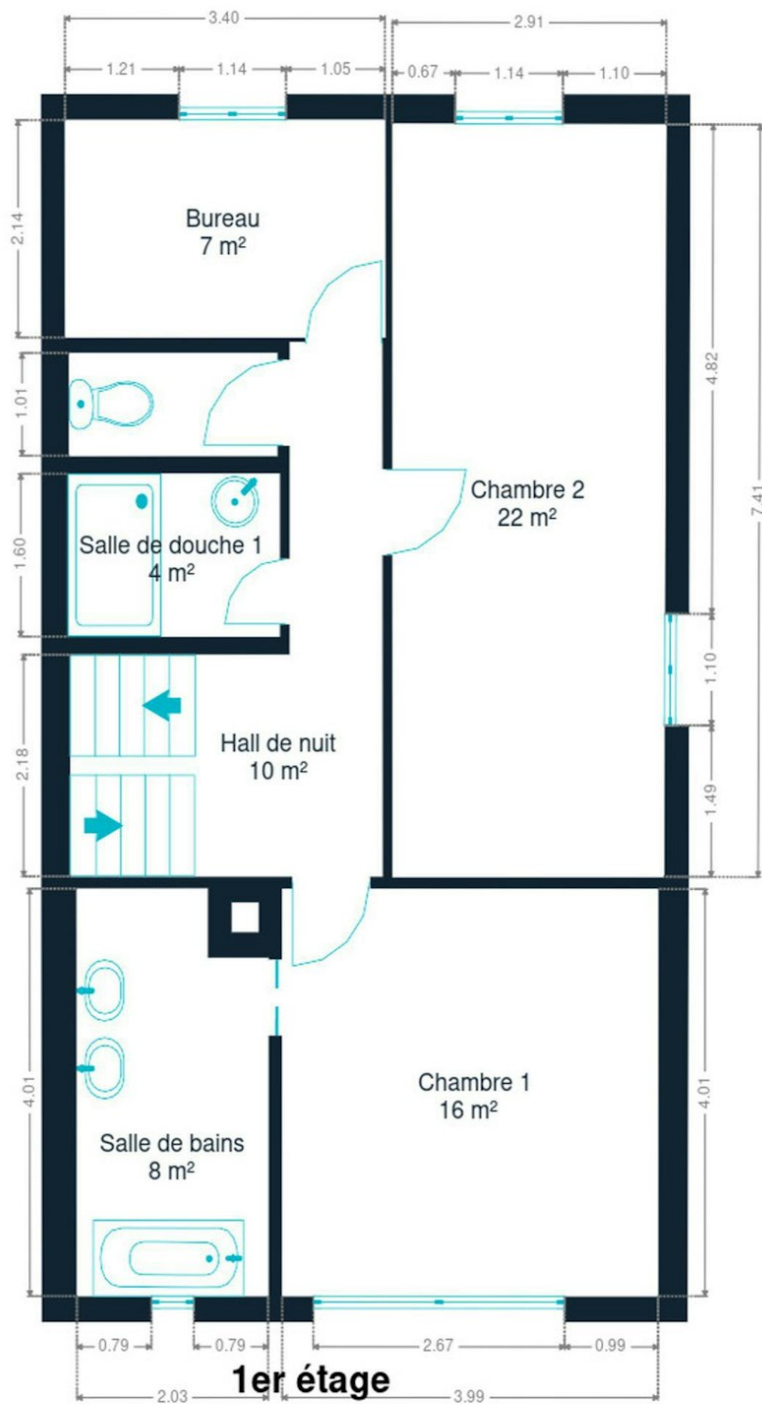 3.40
2.91
1.21
1.14
1.05
0.67
1.14
1.10
2.14
Bureau
7 m²
1.01
4.82
7.41
Chambre 2
22 m²
1.60
Salle de douche 1
4 m²
1.10
2.18
Hall de nuit
10 m²
1.49
4.01
Chambre 1
16 m²
4.01
Salle de bains
8 m²
0.79
0.79
2.67
0.99
1er étage
2.03
3.99